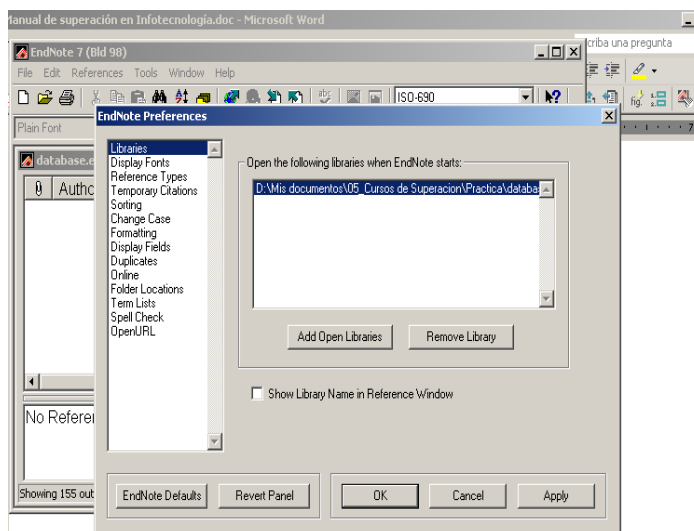 Manual de superación en Infotecnología.doc - Microsoft Word
criba una pregunta
EndNote 7 (Bld 98)
File Edit References Tools Window Help
ISO-690
Plain Font
EndNote Preferences
database.e
Autho
Libraries
Display Fonts
Reference Types
Temporary Citations
Sorting
Change Case
Formatting
Display Fields
Duplicates
Online
Folder Locations
Term Lists
Spell Check
OpenURL
Open the following libraries when EndNote starts:
D:\Mis documentos\05_Cursos de Superacion\Practica\databa
Add Open Libraries
Remove Library
Show Library Name in Reference Window
No Refere
Showing 155 out
EndNote Defaults
Revert Panel
OK
Cancel
Apply
fig.
7